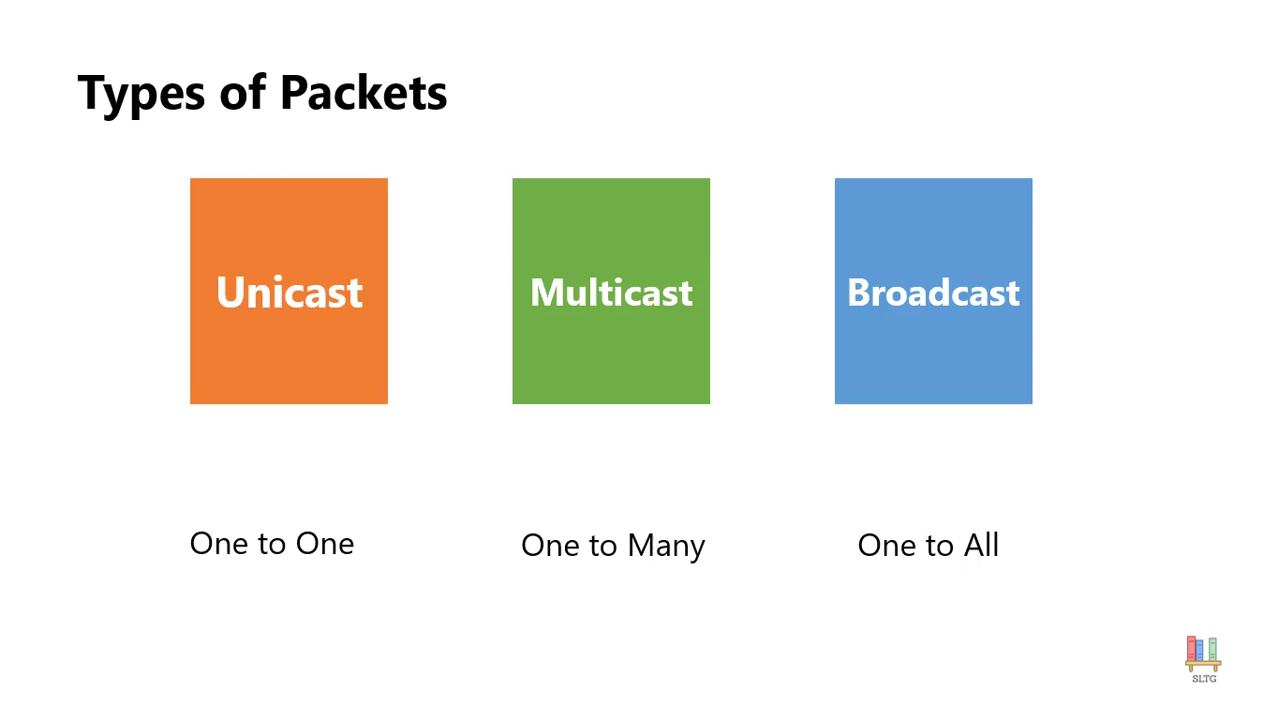 Types of Packets
Unicast
Multicast
Broadcast
One to One
One to Many
One to All
SLTG